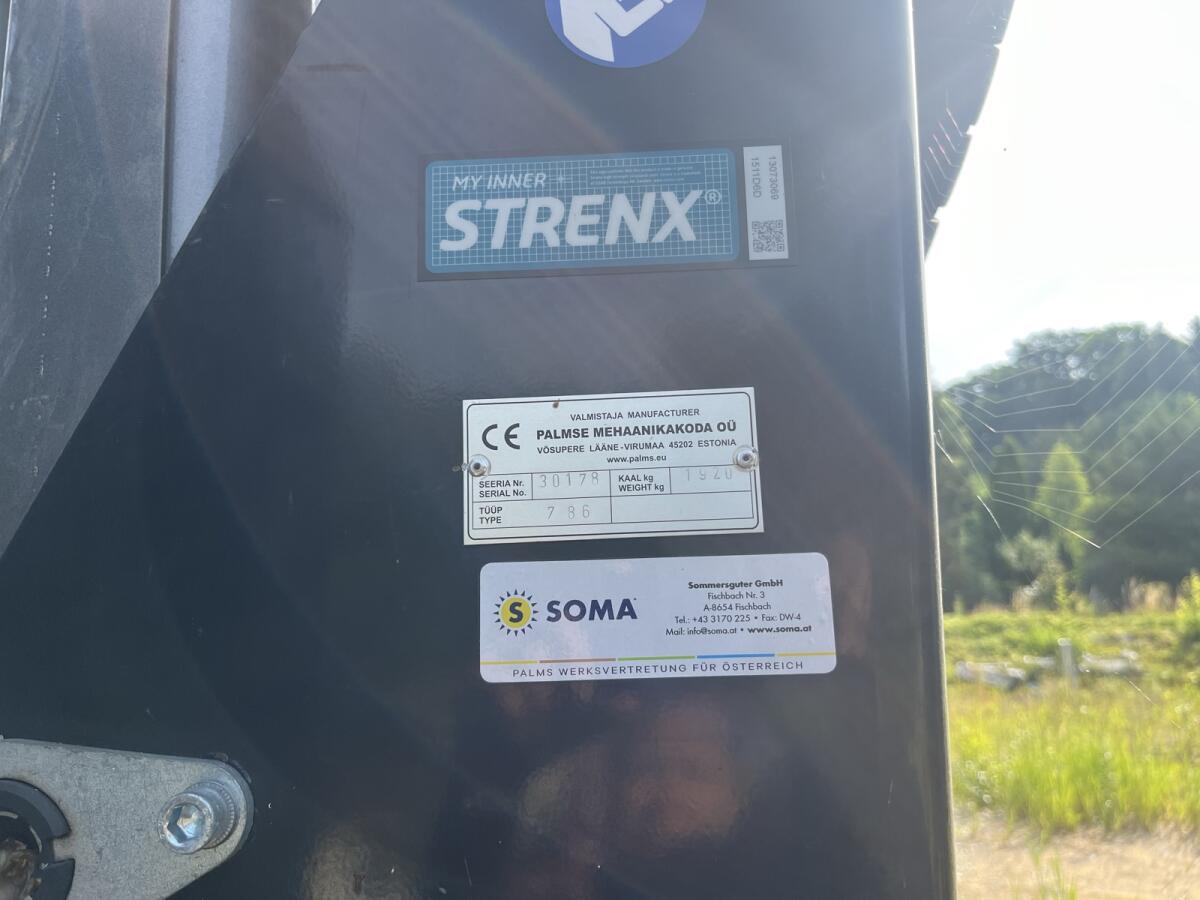 MY INNER
STRENX®
13073069
1511D6D
VALMISTAJA MANUFACTURER
CE PALMSE MEHAANIKAKODA OÜ
VÕSUPERE LÄÄNE-VIRUMAA 45202 ESTONIA
www.palms.eu
SEERIA Nr. 30178 KAAL kg 1920
SERIAL No. WEIGHT kg
TÜÜP 786
TYPE
S SOMA
Sommersguter GmbH
Fischbach Nr. 3
A-8654 Fischbach
Tel.: +43 3170 225 • Fax: DW-4
Mail: info@soma.at • www.soma.at
PALMS WERKSVERTRETUNG FÜR ÖSTERREICH